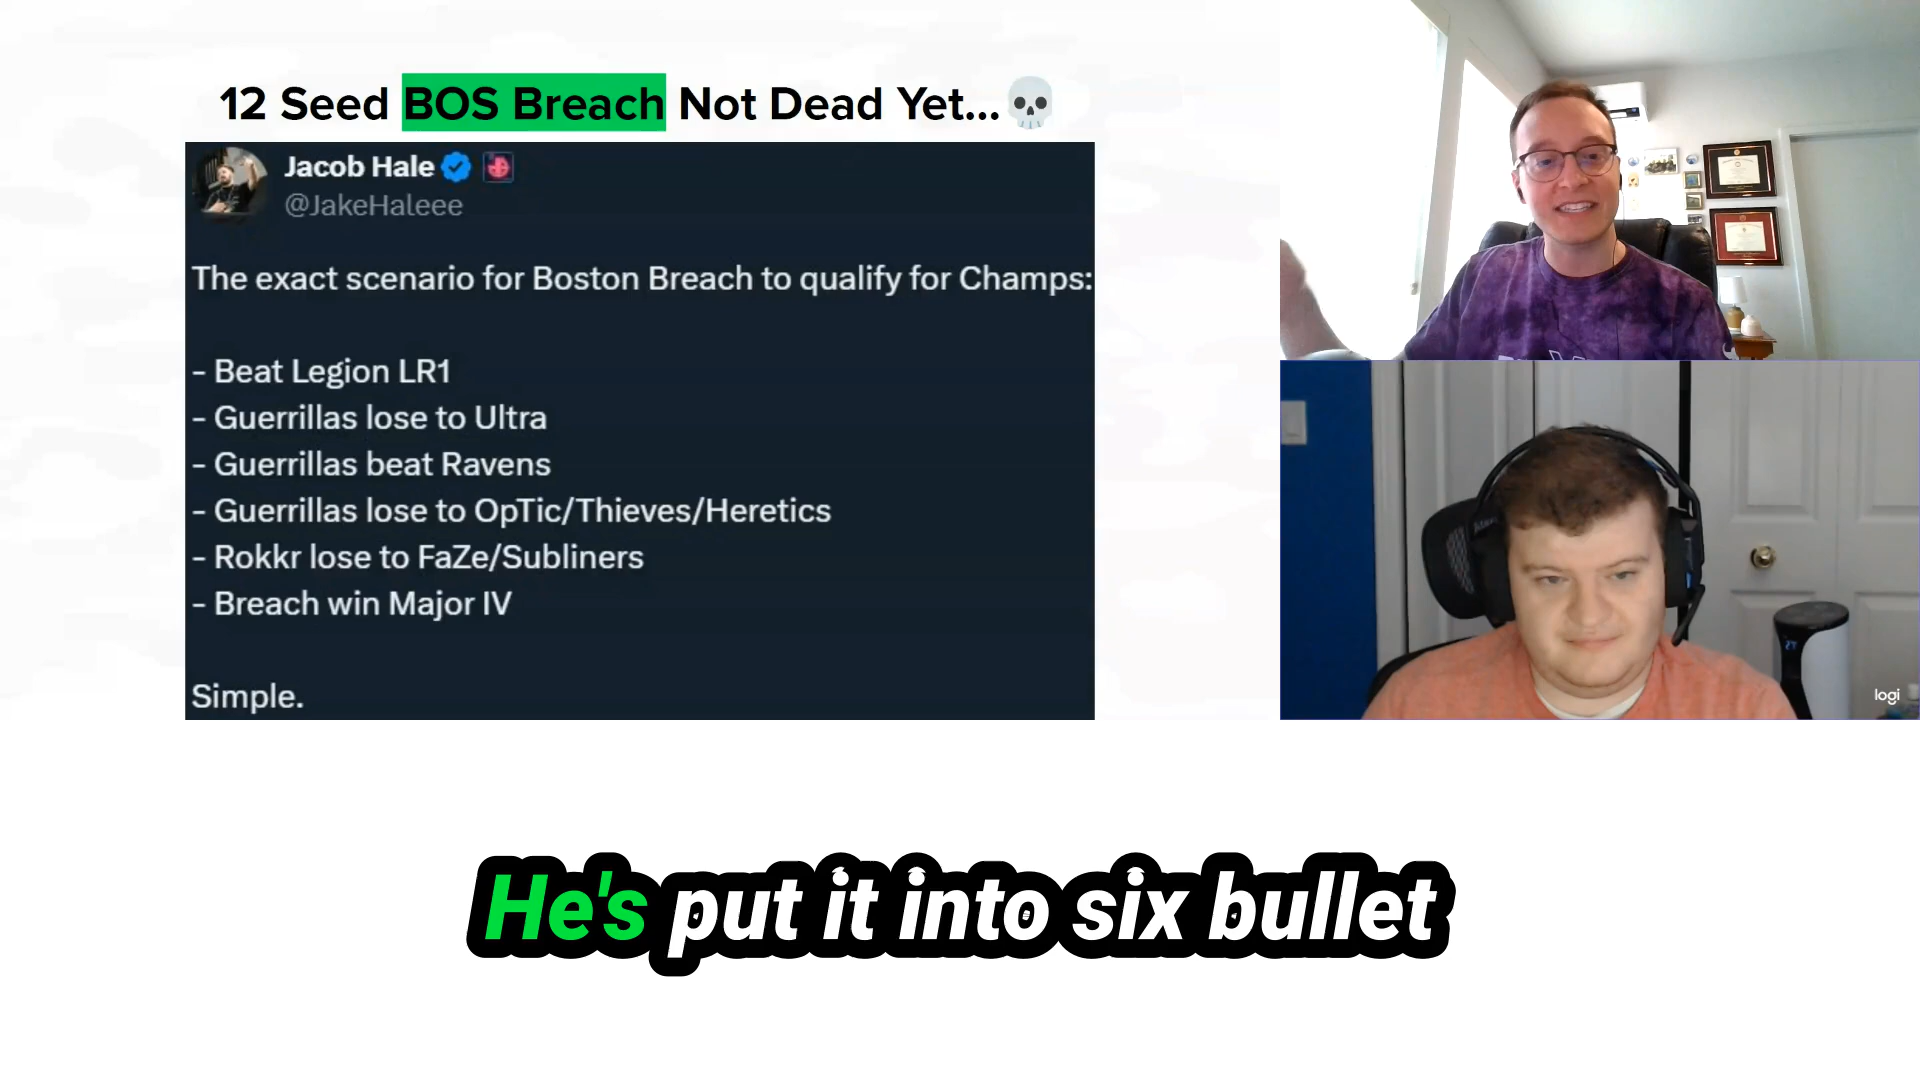 12 Seed BOS Breach Not Dead Yet...💀
Jacob Hale
@JakeHaleee
The exact scenario for Boston Breach to qualify for Champs:
- Beat Legion LR1
- Guerrillas lose to Ultra
- Guerrillas beat Ravens
- Guerrillas lose to OpTic/Thieves/Heretics
- Rokkr lose to FaZe/Subliners
- Breach win Major IV
Simple.
logi
He's put it into six bullet